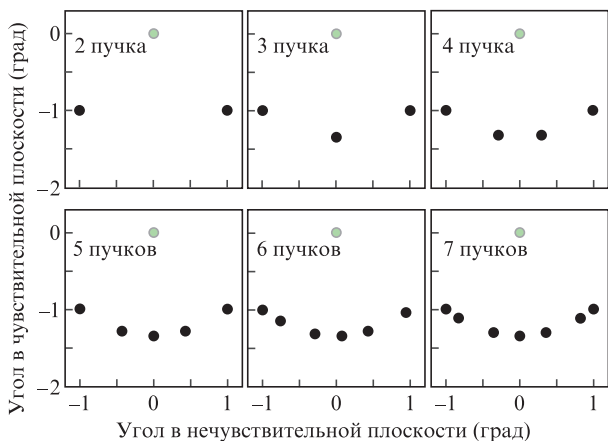 Угол в чувствительной плоскости (град)
0
−1
−2
2 пучка
3 пучка
4 пучка
0
−1
−2
5 пучков
6 пучков
7 пучков
−1 0 1 −1 0 1 −1 0 1
Угол в нечувствительной плоскости (град)